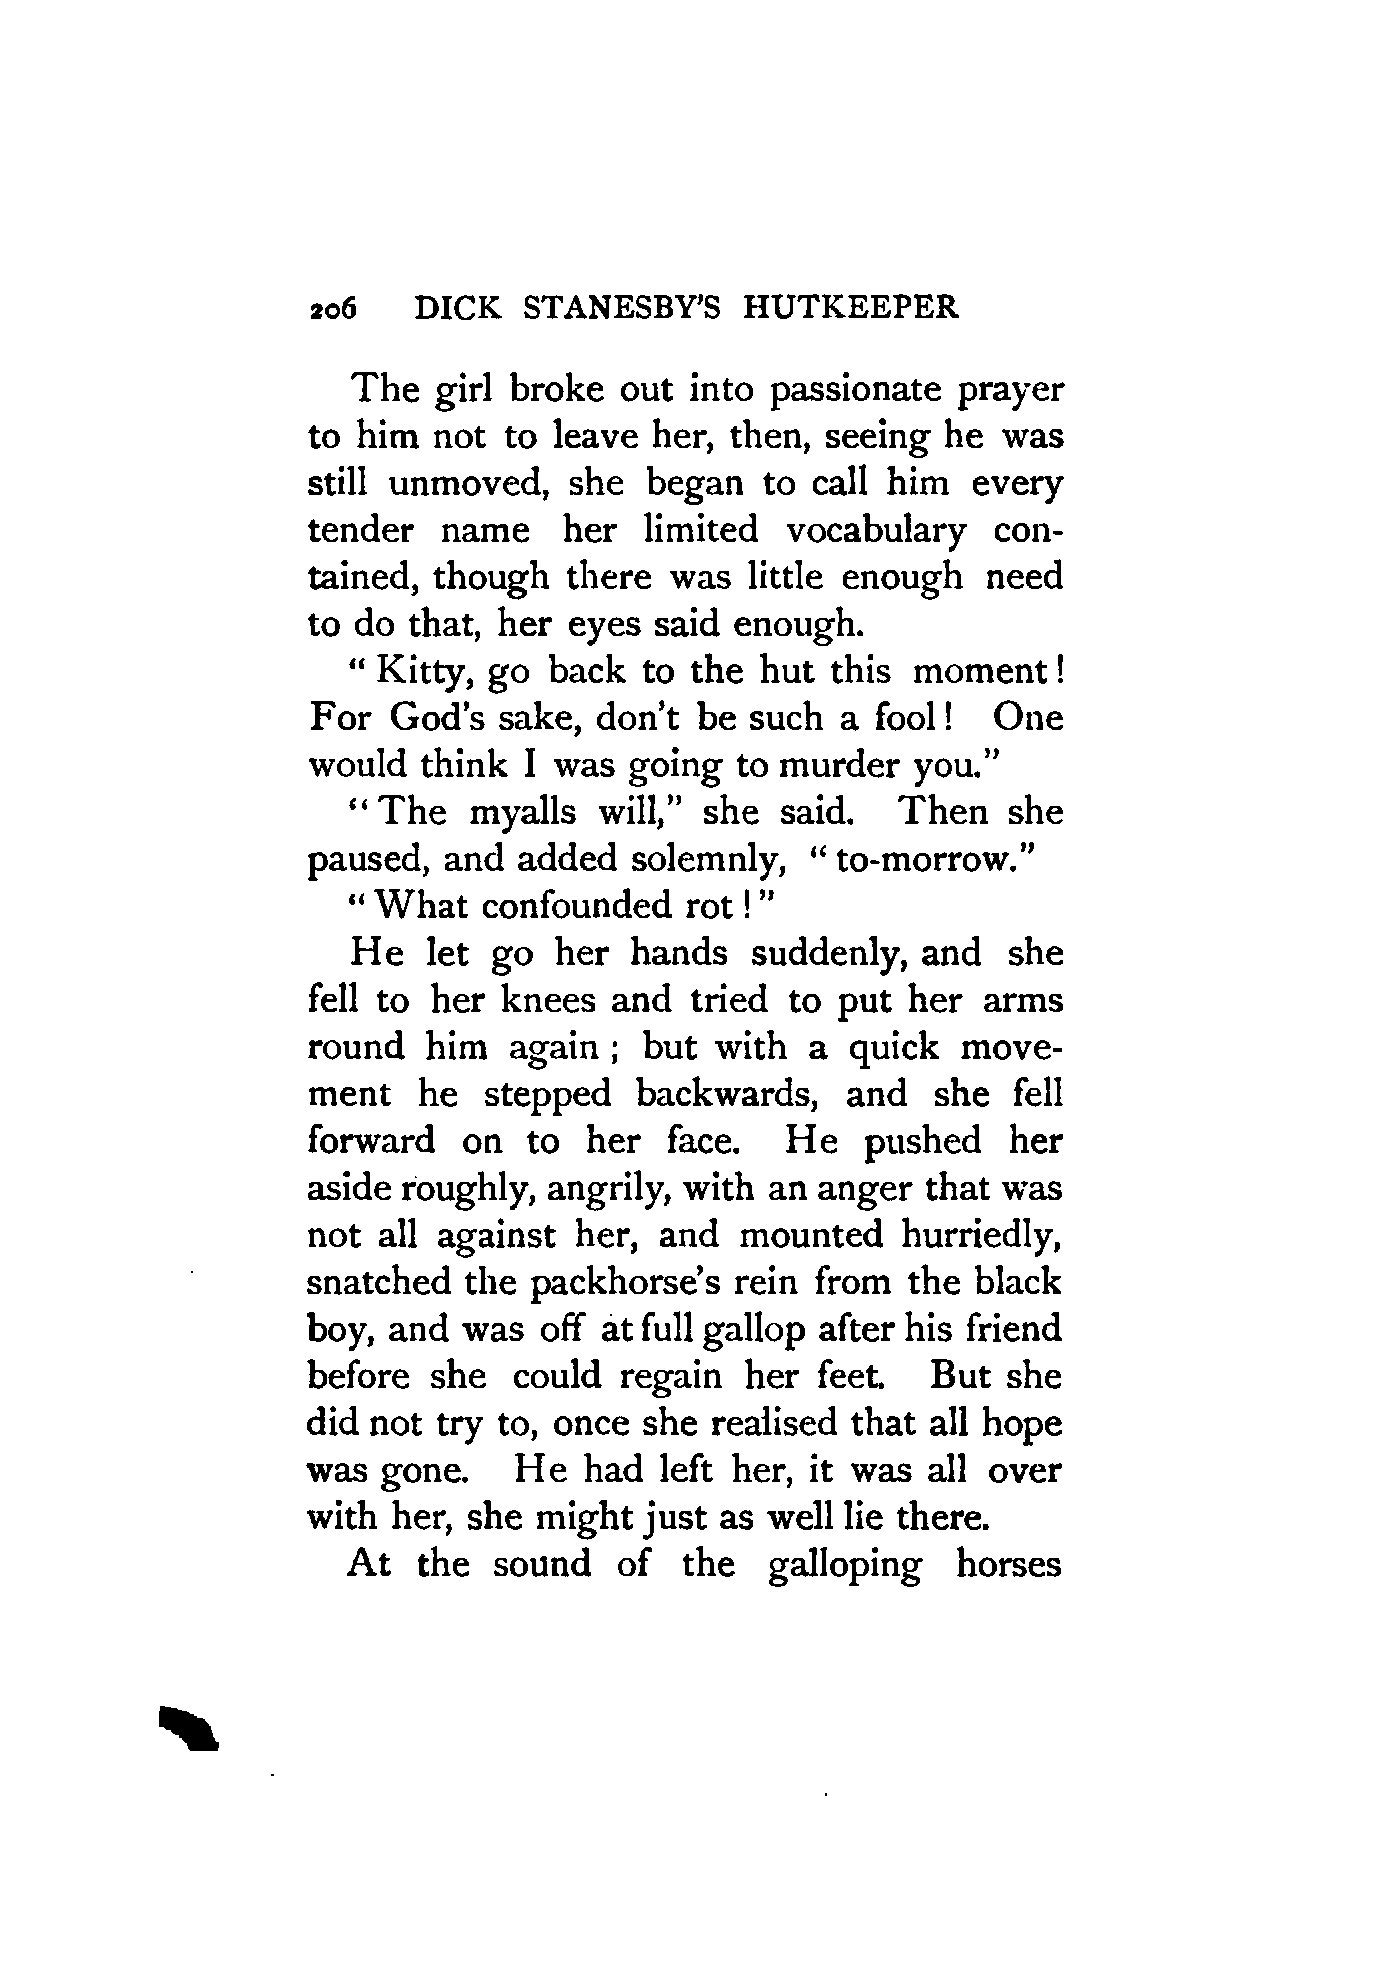 206 DICK STANESBY'S HUTKEEPER
The girl broke out into passionate prayer
to him not to leave her, then, seeing he was
still unmoved, she began to call him every
tender name her limited vocabulary con-
tained, though there was little enough need
to do that, her eyes said enough.
" Kitty, go back to the hut this moment !
For God's sake, don't be such a fool ! One
would think I was going to murder you."
" The myalls will," she said. Then she
paused, and added solemnly, " to-morrow."
" What confounded rot ! "
He let go her hands suddenly, and she
fell to her knees and tried to put her arms
round him again ; but with a quick move-
ment he stepped backwards, and she fell
forward on to her face. He pushed her
aside roughly, angrily, with an anger that was
not all against her, and mounted hurriedly,
snatched the packhorse's rein from the black
boy, and was off at full gallop after his friend
before she could regain her feet. But she
did not try to, once she realised that all hope
was gone. He had left her, it was all over
with her, she might just as well lie there.
At the sound of the galloping horses